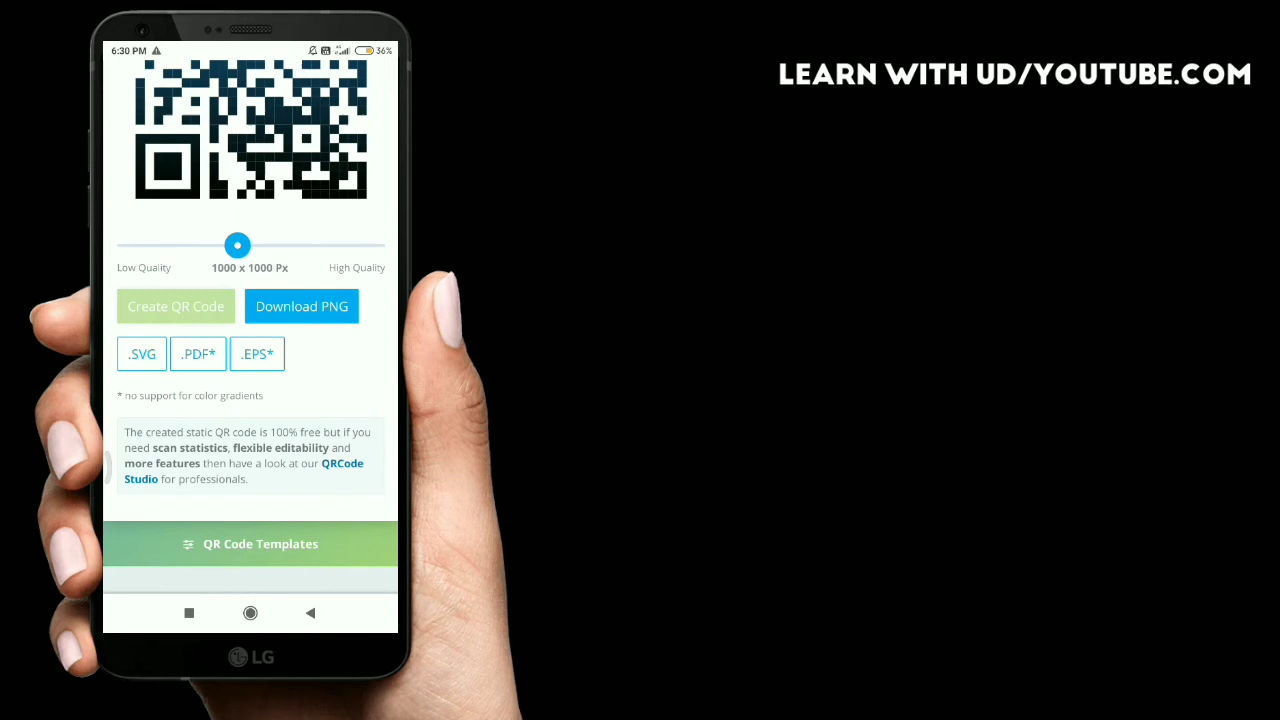 LEARN WITH UD/YOUTUBE.COM
6:30 PM
36%
Low Quality
1000 x 1000 Px
High Quality
Create QR Code
Download PNG
.SVG
.PDF*
.EPS*
* no support for color gradients
The created static QR code is 100% free but if you
need scan statistics, flexible editability and
more features then have a look at our QRCode
Studio for professionals.
QR Code Templates
LG